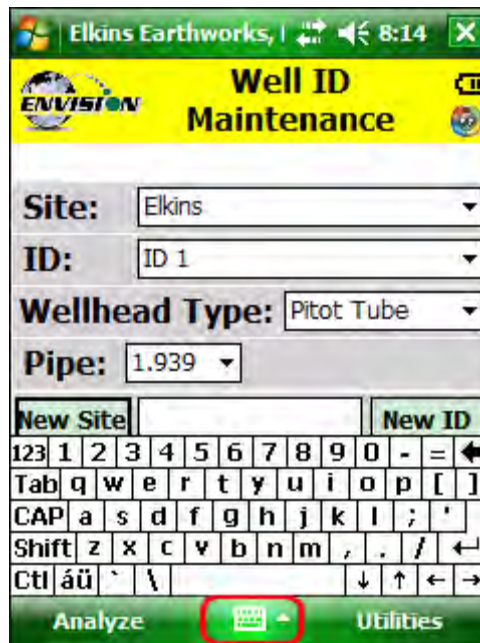 Elkins Earthworks, I 8:14
ENVISION
Well ID
Maintenance
Site: Elkins
ID: ID 1
Wellhead Type: Pitot Tube
Pipe: 1.939
New Site New ID
123 1 2 3 4 5 6 7 8 9 0 - =
Tab q w e r t y u i o p [ ]
CAP a s d f g h j k l ; '
Shift z x c v b n m , . /
Ctl áü ` \
Analyze Utilities